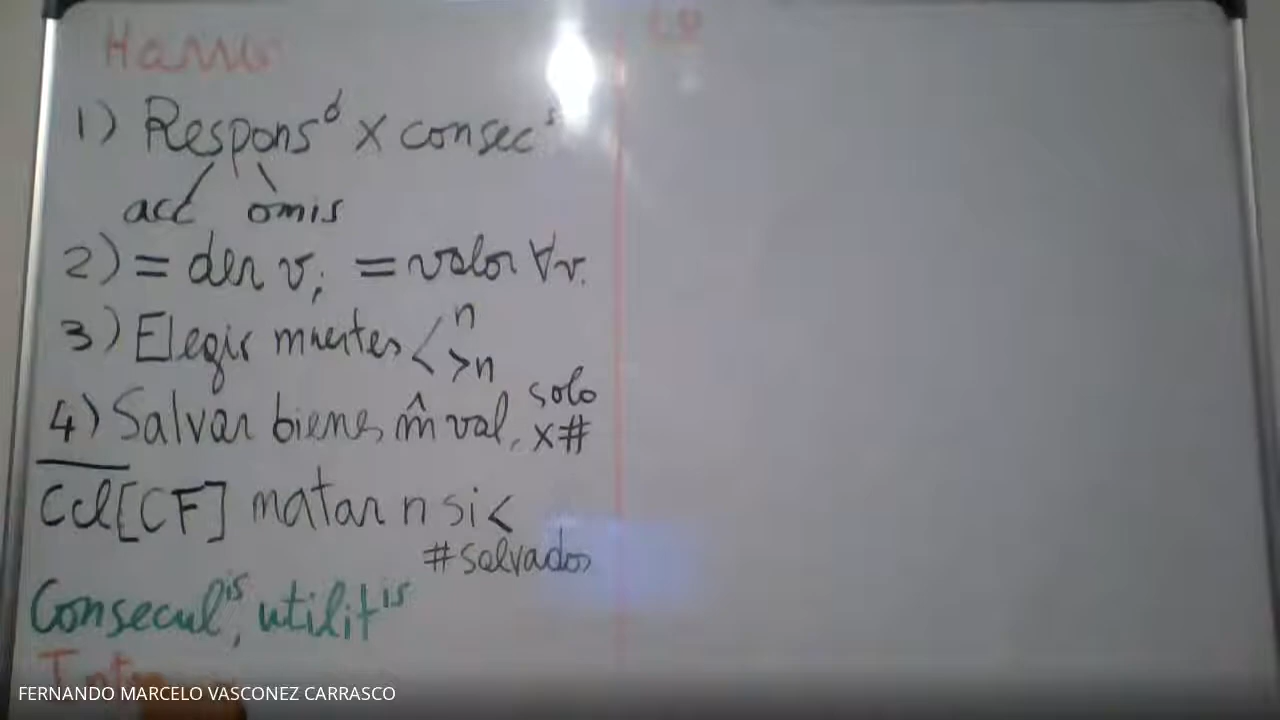 1) Respons^d x consec^s
acc omis
2) = der v, = valor ∀v.
3) Elegir muertes < n
>n
4) Salvar bienes m̂ val, solo
x#
Ccl [CF] matar n si <
#salvados
Consecul^is, utilit^is
FERNANDO MARCELO VASCONEZ CARRASCO